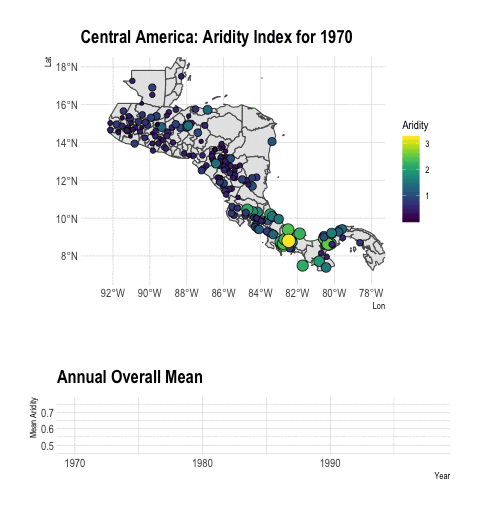 Central America: Aridity Index for 1970
Lat
18°N
16°N
14°N
12°N
10°N
8°N
92°W 90°W 88°W 86°W 84°W 82°W 80°W 78°W
Lon
Aridity
3
2
1
Annual Overall Mean
Mean Aridity
0.7
0.6
0.5
1970 1980 1990
Year